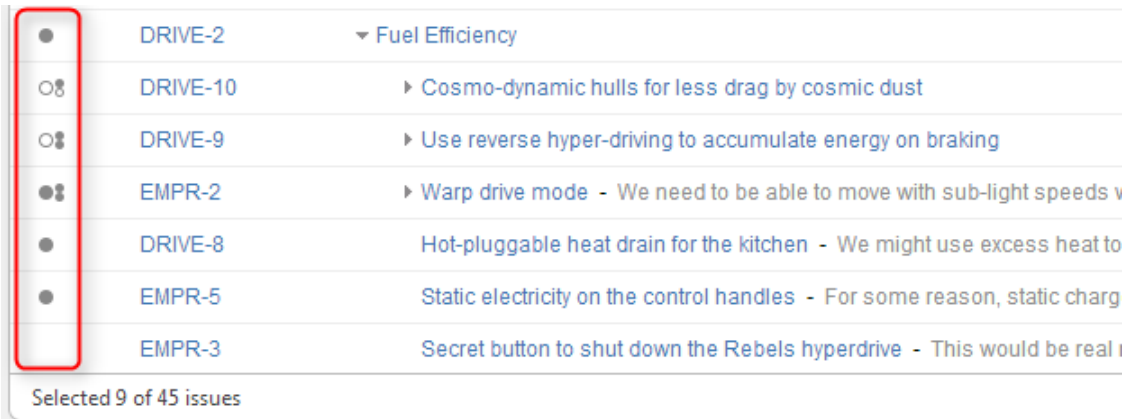 DRIVE-2 Fuel Efficiency
DRIVE-10 Cosmo-dynamic hulls for less drag by cosmic dust
DRIVE-9 Use reverse hyper-driving to accumulate energy on braking
EMPR-2 Warp drive mode - We need to be able to move with sub-light speeds
DRIVE-8 Hot-pluggable heat drain for the kitchen - We might use excess heat to
EMPR-5 Static electricity on the control handles - For some reason, static charg
EMPR-3 Secret button to shut down the Rebels hyperdrive - This would be real
Selected 9 of 45 issues